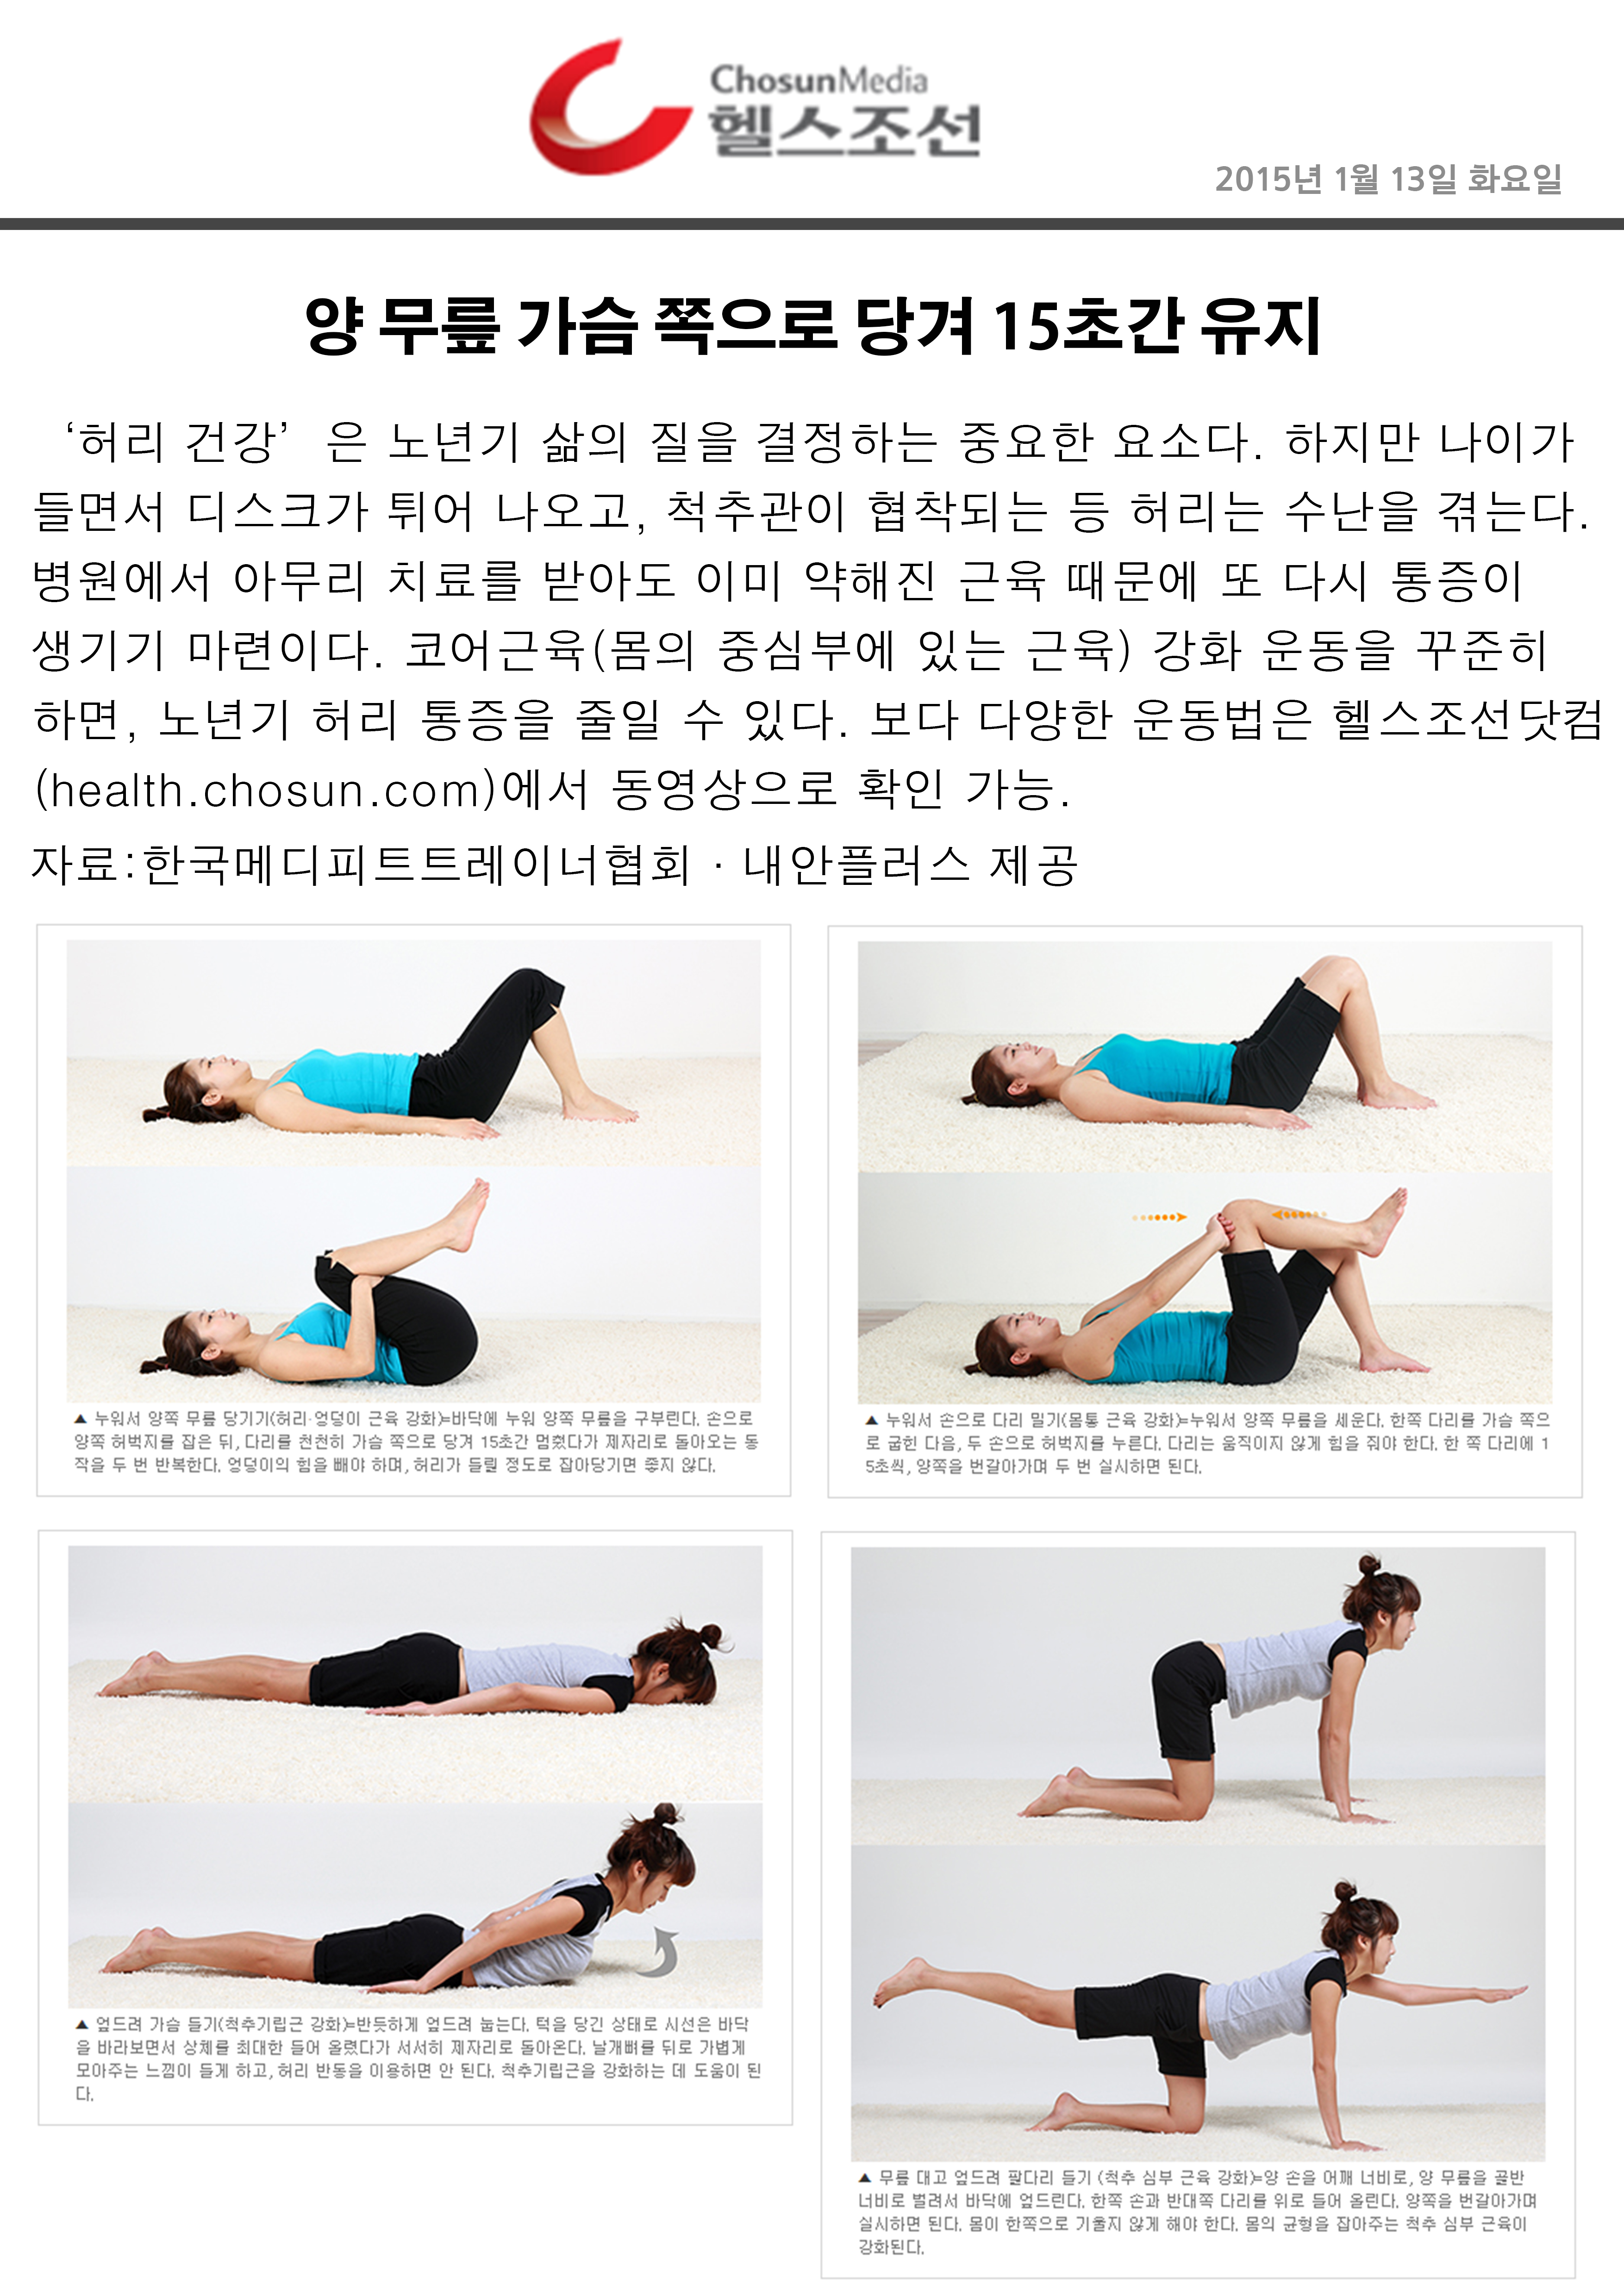 ChosunMedia
헬스조선
2015년 1월 13일 화요일
양 무릎 가슴 쪽으로 당겨 15초간 유지
‘허리 건강’ 은 노년기 삶의 질을 결정하는 중요한 요소다. 하지만 나이가
들면서 디스크가 튀어 나오고, 척추관이 협착되는 등 허리는 수난을 겪는다.
병원에서 아무리 치료를 받아도 이미 약해진 근육 때문에 또 다시 통증이
생기기 마련이다. 코어근육(몸의 중심부에 있는 근육) 강화 운동을 꾸준히
하면, 노년기 허리 통증을 줄일 수 있다. 보다 다양한 운동법은 헬스조선닷컴
(health.chosun.com)에서 동영상으로 확인 가능.
자료:한국메디피트트레이너협회 · 내안플러스 제공
▲ 누워서 양쪽 무릎 당기기(허리·엉덩이 근육 강화)=바닥에 누워 양쪽 무릎을 구부린다. 손으로
양쪽 허벅지를 잡은 뒤, 다리를 천천히 가슴 쪽으로 당겨 15초간 멈췄다가 제자리로 돌아오는 동
작을 두 번 반복한다. 엉덩이의 힘을 빼야 하며, 허리가 들릴 정도로 잡아당기면 좋지 않다.
▲ 누워서 손으로 다리 밀기(몸통 근육 강화)=누워서 양쪽 무릎을 세운다. 한쪽 다리를 가슴 쪽으
로 굽힌 다음, 두 손으로 허벅지를 누른다. 다리는 움직이지 않게 힘을 줘야 한다. 한 쪽 다리에 1
5초씩, 양쪽을 번갈아가며 두 번 실시하면 된다.
▲ 엎드려 가슴 들기(척추기립근 강화)=반듯하게 엎드려 눕는다. 턱을 당긴 상태로 시선은 바닥
을 바라보면서 상체를 최대한 들어 올렸다가 서서히 제자리로 돌아온다. 날개뼈를 뒤로 가볍게
모아주는 느낌이 들게 하고, 허리 반동을 이용하면 안 된다. 척추기립근을 강화하는 데 도움이 된
다.
▲ 무릎 대고 엎드려 팔다리 들기 (척추 심부 근육 강화)=양 손을 어깨 너비로, 양 무릎을 골반
너비로 벌려서 바닥에 엎드린다. 한쪽 손과 반대쪽 다리를 위로 들어 올린다. 양쪽을 번갈아가며
실시하면 된다. 몸이 한쪽으로 기울지 않게 해야 한다. 몸의 균형을 잡아주는 척추 심부 근육이
강화된다.